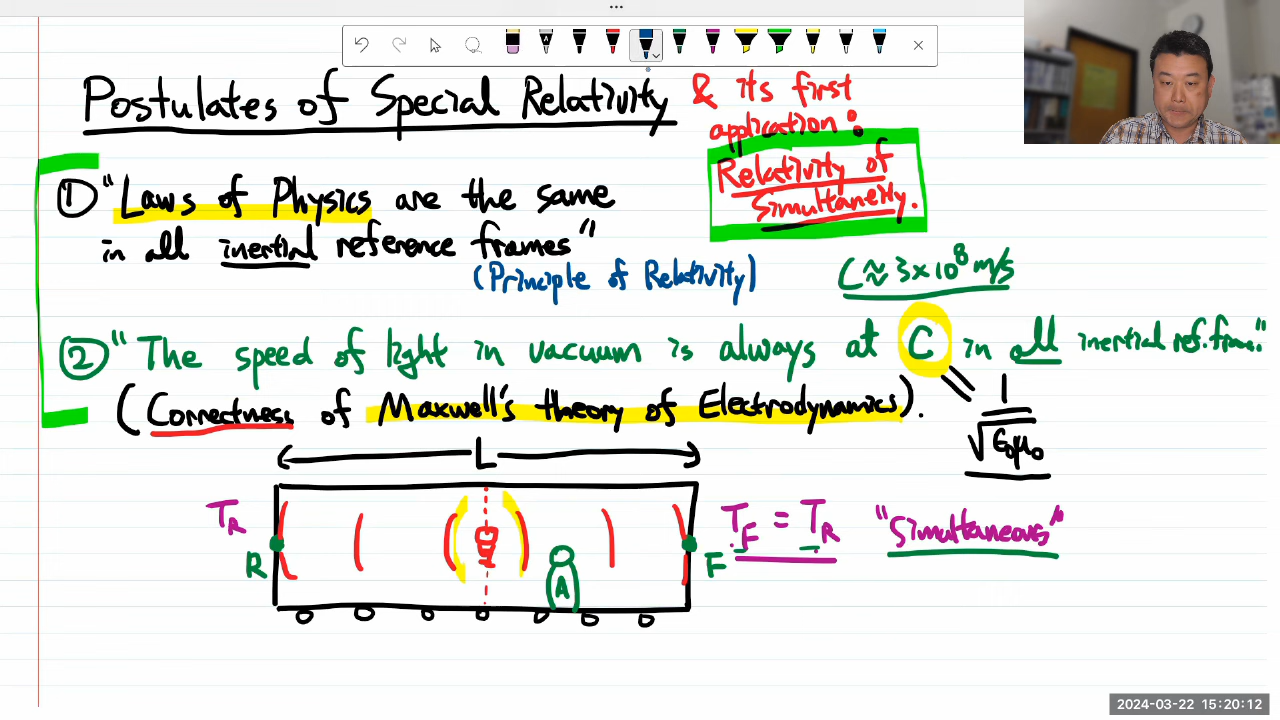 Postulates of Special Relativity & its first
application:
Relativity of
Simultaneity.
① "Laws of Physics are the same
in all inertial reference frames"
(Principle of Relativity)
C ≈ 3×10⁸ m/s
② "The speed of light in vacuum is always at C in all inertial ref. fram."
(Correctness of Maxwell's theory of Electrodynamics).
= 1/√ε₀μ₀
L
T_R
R
A
F
T_F = T_R "Simultaneous"
2024-03-22 15:20:12